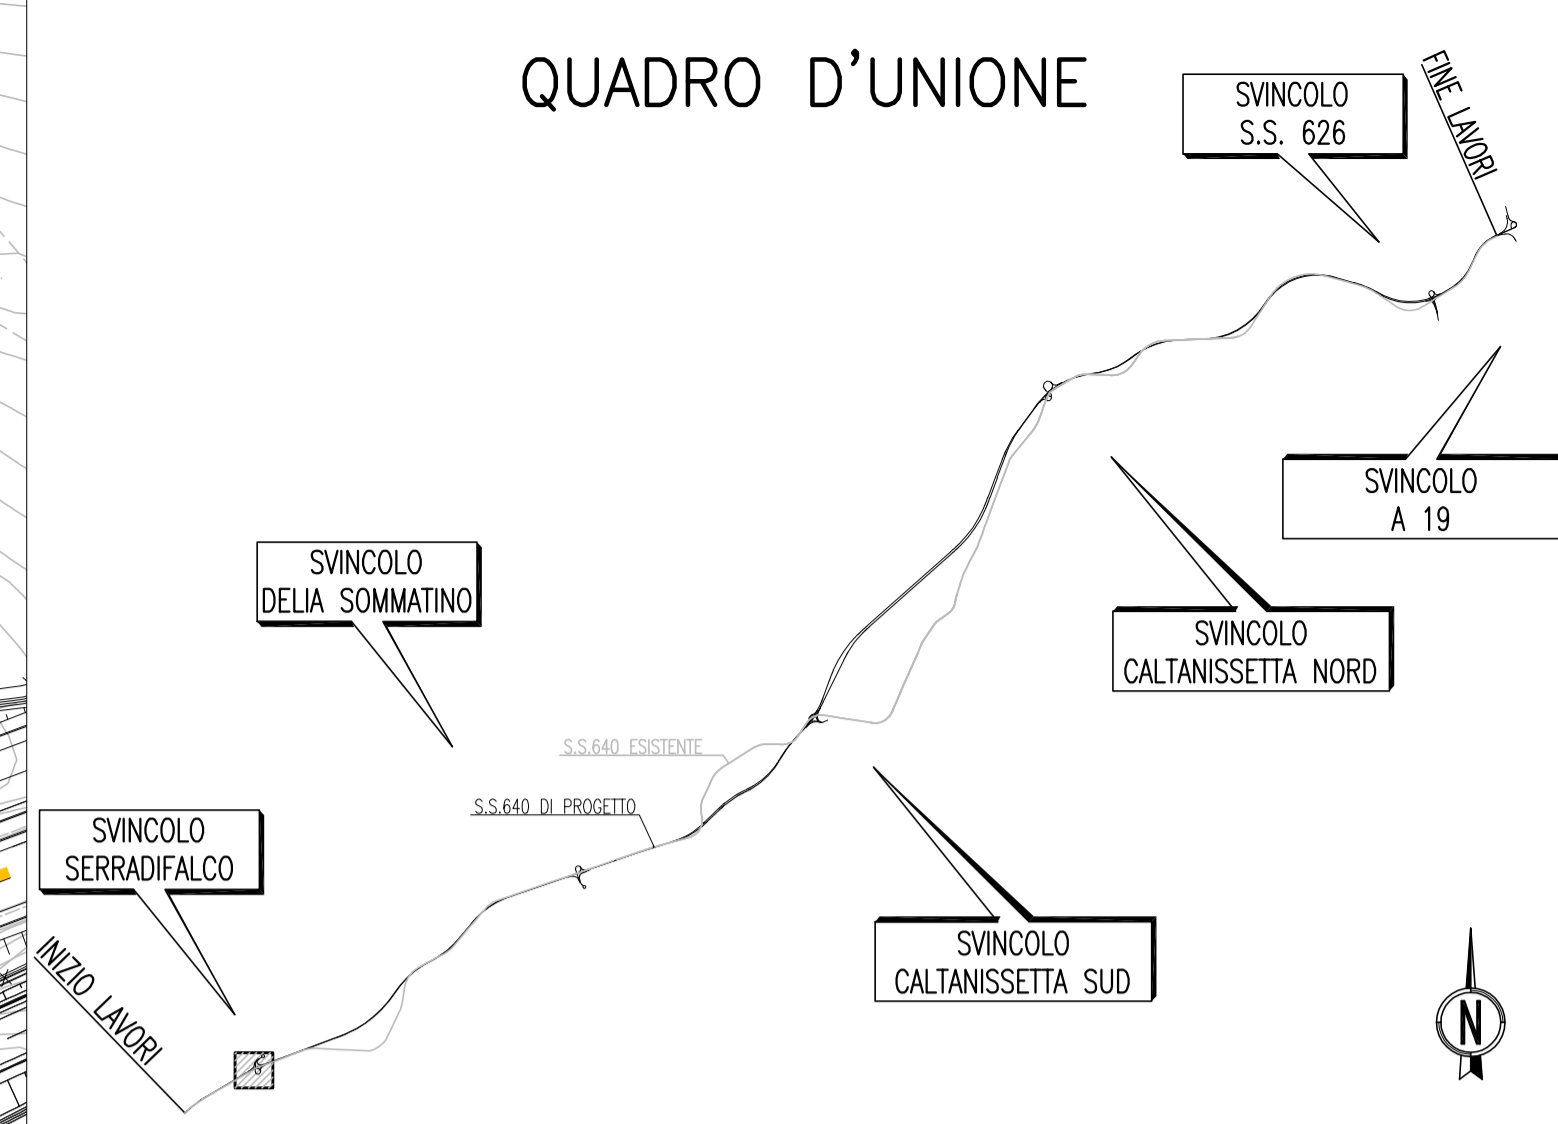 QUADRO D'UNIONE
SVINCOLO
S.S. 626
FINE LAVORI
SVINCOLO
A 19
SVINCOLO
DELIA SOMMATINO
SVINCOLO
CALTANISSETTA NORD
S.S.640 ESISTENTE
S.S.640 DI PROGETTO
SVINCOLO
SERRADIFALCO
SVINCOLO
CALTANISSETTA SUD
INIZIO LAVORI
N